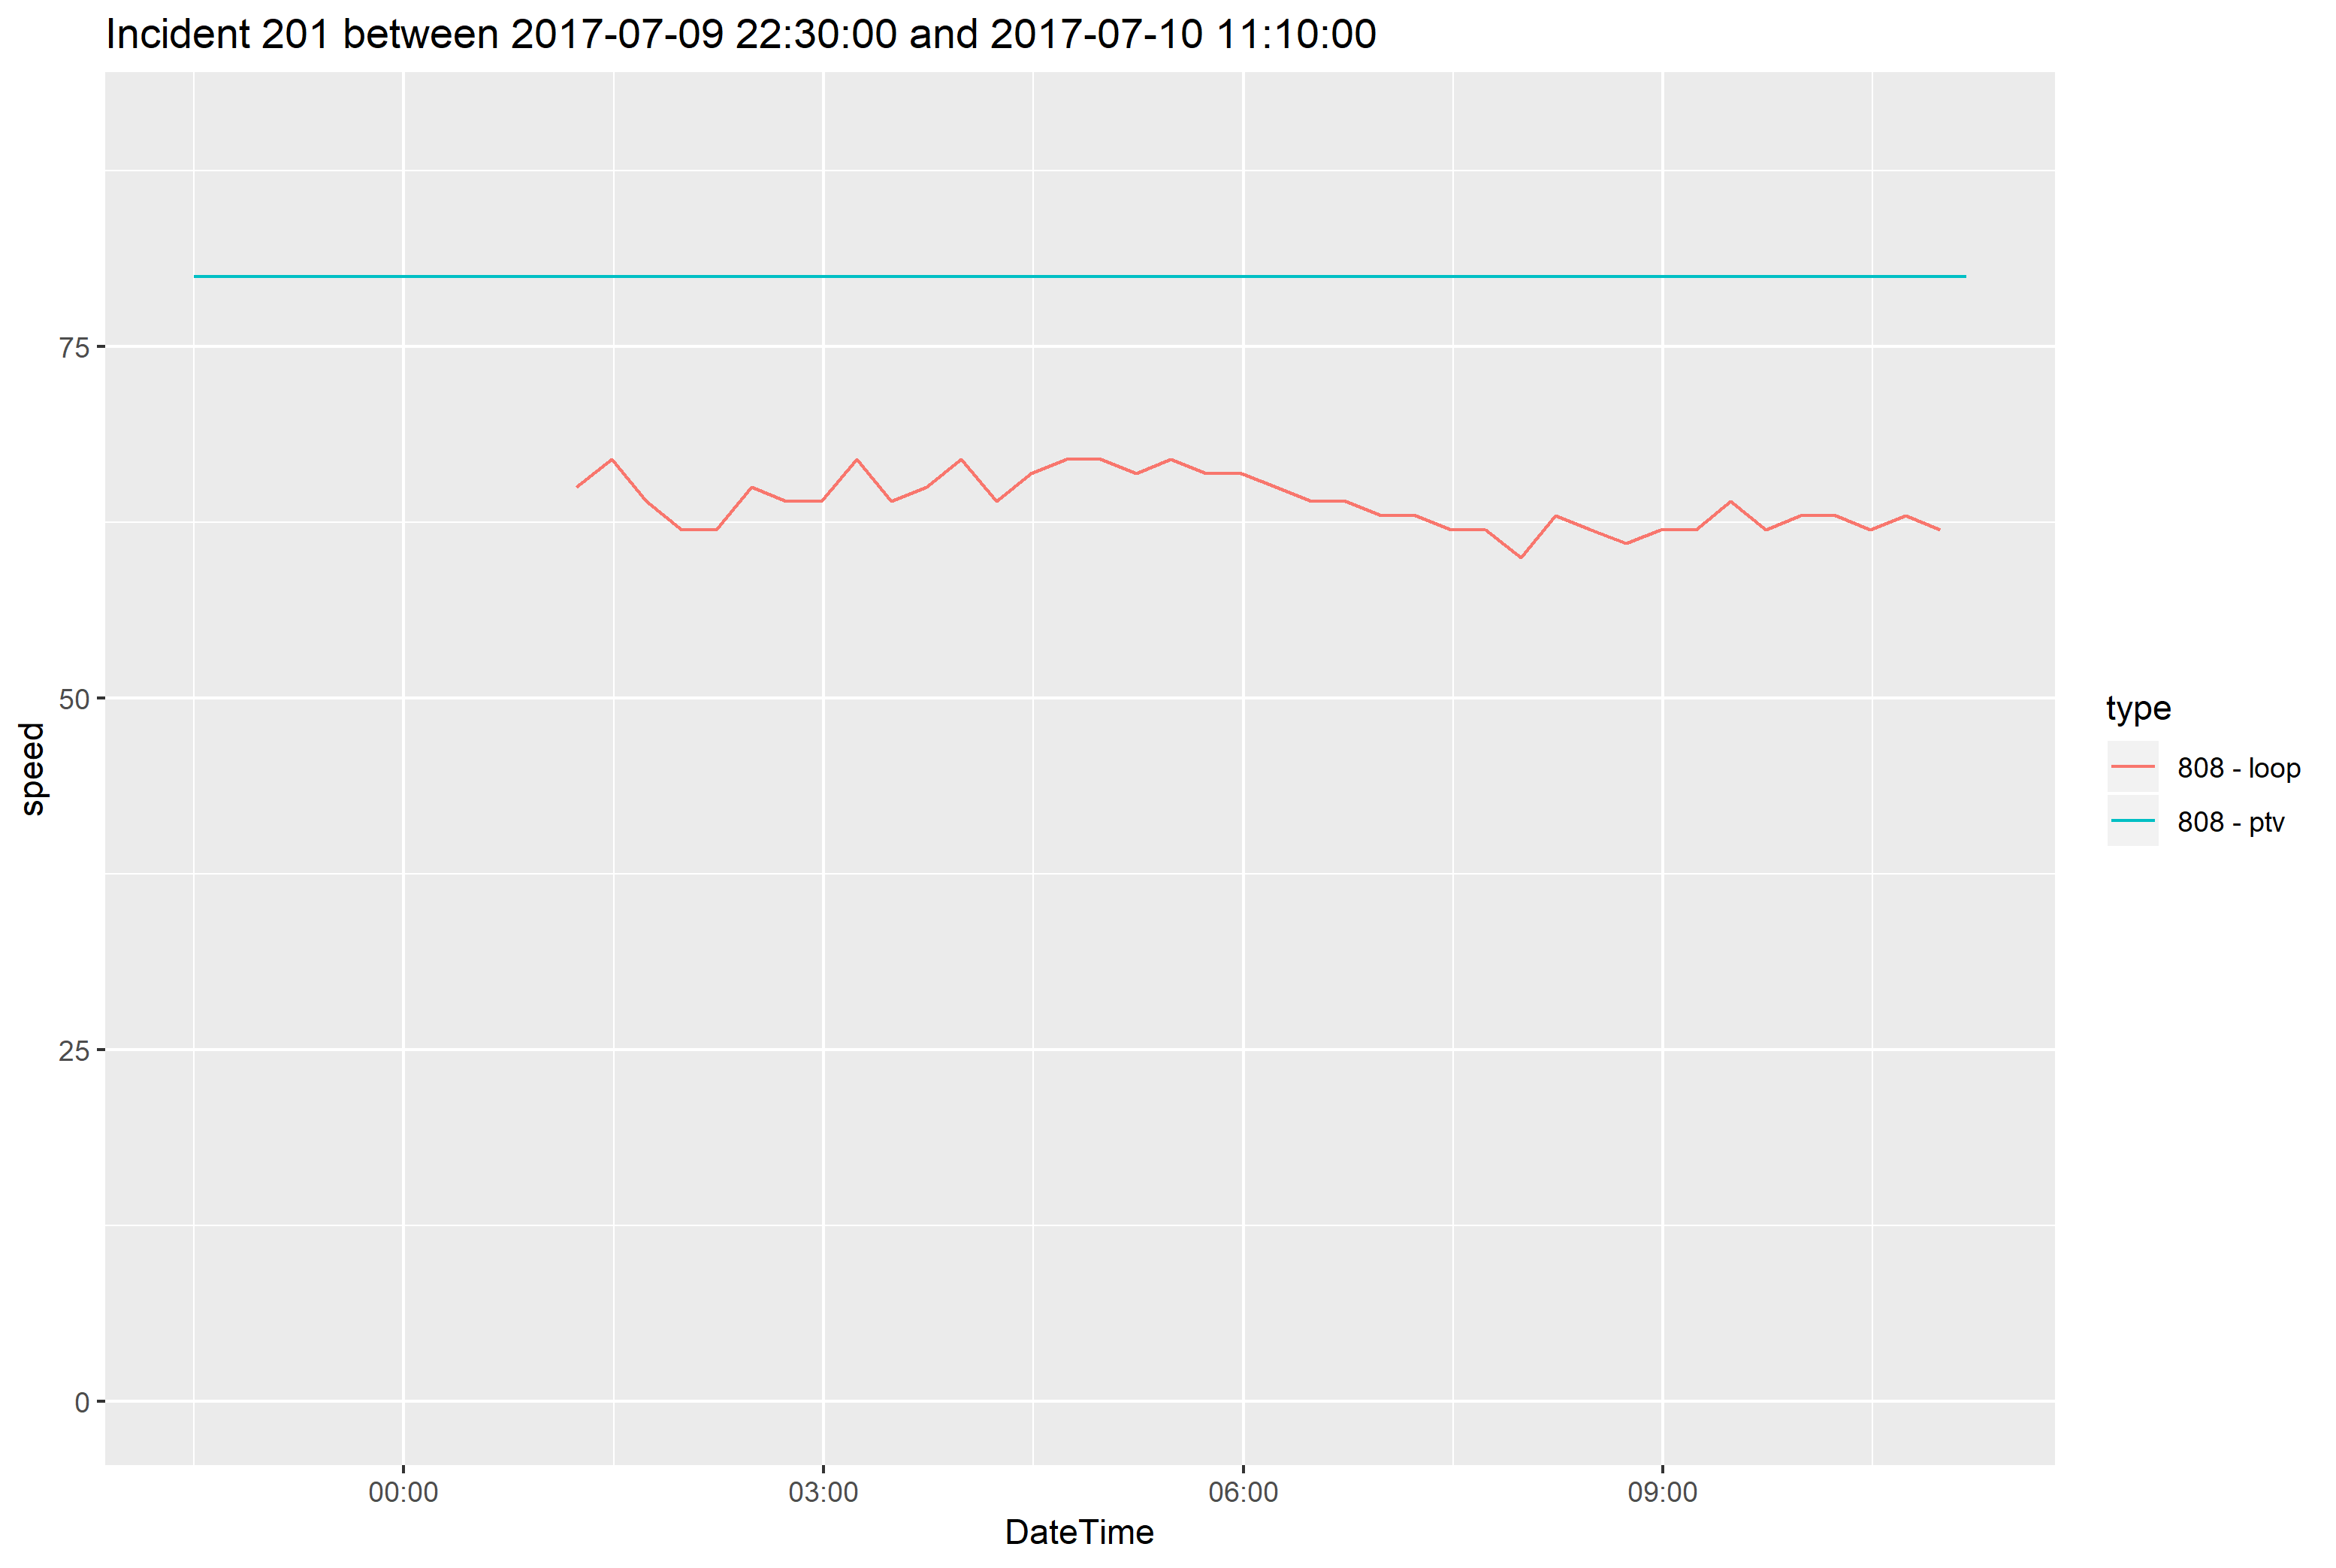 Incident 201 between 2017-07-09 22:30:00 and 2017-07-10 11:10:00
75
50
25
0
speed
00:00
03:00
06:00
09:00
DateTime
type
808 - loop
808 - ptv